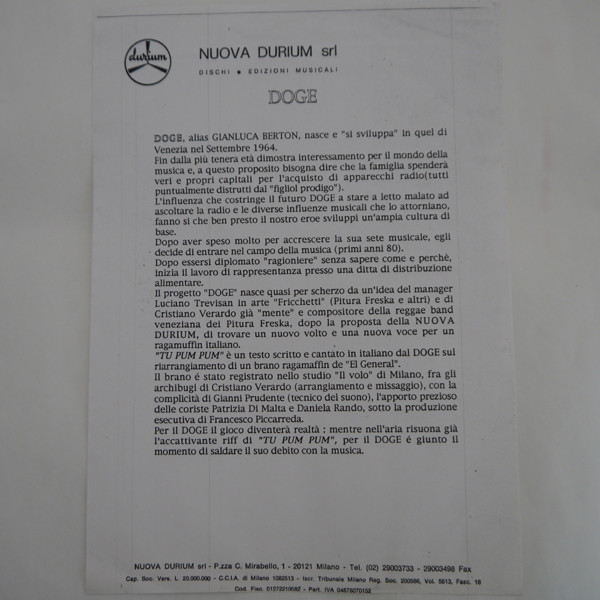 durium
NUOVA DURIUM srl
DISCHI • EDIZIONI MUSICALI
DOGE
DOGE, alias GIANLUCA BERTON, nasce e "si sviluppa" in quel di
Venezia nel Settembre 1964.
Fin dalla più tenera età dimostra interessamento per il mondo della
musica e, a questo proposito bisogna dire che la famiglia spenderà
veri e propri capitali per l'acquisto di apparecchi radio(tutti
puntualmente distrutti dal "figliol prodigo").
L'influenza che costringe il futuro DOGE a stare a letto malato ad
ascoltare la radio e le diverse influenze musicali che lo attorniano,
fanno sì che ben presto il nostro eroe sviluppi un'ampia cultura di
base.
Dopo aver speso molto per accrescere la sua sete musicale, egli
decide di entrare nel campo della musica (primi anni 80).
Dopo essersi diplomato "ragioniere" senza sapere come e perchè,
inizia il lavoro di rappresentanza presso una ditta di distribuzione
alimentare.
Il progetto "DOGE" nasce quasi per scherzo da un'idea del manager
Luciano Trevisan in arte "Fricchetti" (Pitura Freska e altri) e di
Cristiano Verardo già "mente" e compositore della reggae band
veneziana dei Pitura Freska, dopo la proposta della NUOVA
DURIUM, di trovare un nuovo volto e una nuova voce per un
ragamuffin italiano.
"TU PUM PUM" è un testo scritto e cantato in italiano dal DOGE sul
riarrangiamento di un brano ragamaffin de "El General".
Il brano é stato registrato nello studio "Il volo" di Milano, fra gli
archibugi di Cristiano Verardo (arrangiamento e missaggio), con la
complicità di Gianni Prudente (tecnico del suono), l'apporto prezioso
delle coriste Patrizia Di Malta e Daniela Rando, sotto la produzione
esecutiva di Francesco Piccarreda.
Per il DOGE il gioco diventerà realtà : mentre nell'aria risuona già
l'accattivante riff di "TU PUM PUM", per il DOGE é giunto il
momento di saldare il suo debito con la musica.
NUOVA DURIUM srl - P.zza C. Mirabello, 1 - 20121 Milano - Tel. (02) 29003733 - 29003498 Fax
Cap. Soc. Vers. L. 20.000.000 - C.C.I.A. di Milano 1082513 - Iscr. Tribunale Milano Reg. Soc. 200586, Vol. 5613, Fasc. 18
Cod. Fisc. - Part. IVA